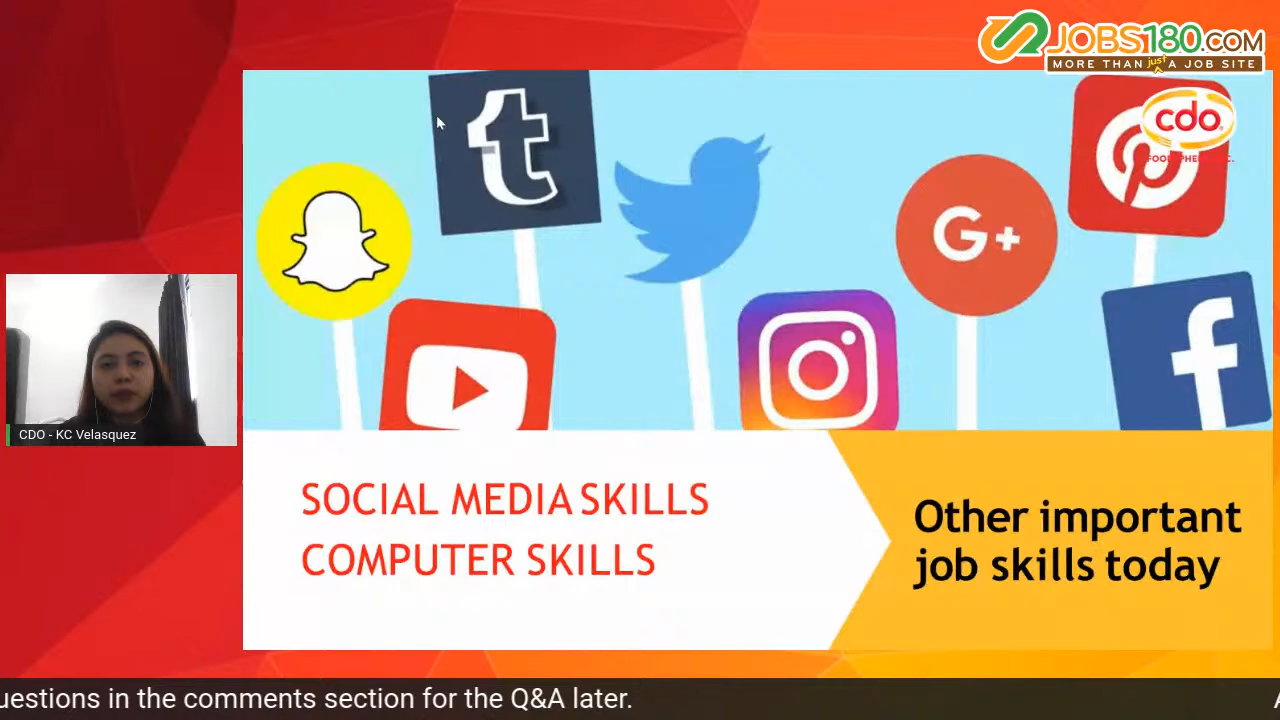 JOBS180.COM
MORE THAN just A JOB SITE
cdo
t
G+
f
CDO - KC Velasquez
SOCIAL MEDIA SKILLS
COMPUTER SKILLS
Other important
job skills today
uestions in the comments section for the Q&A later.